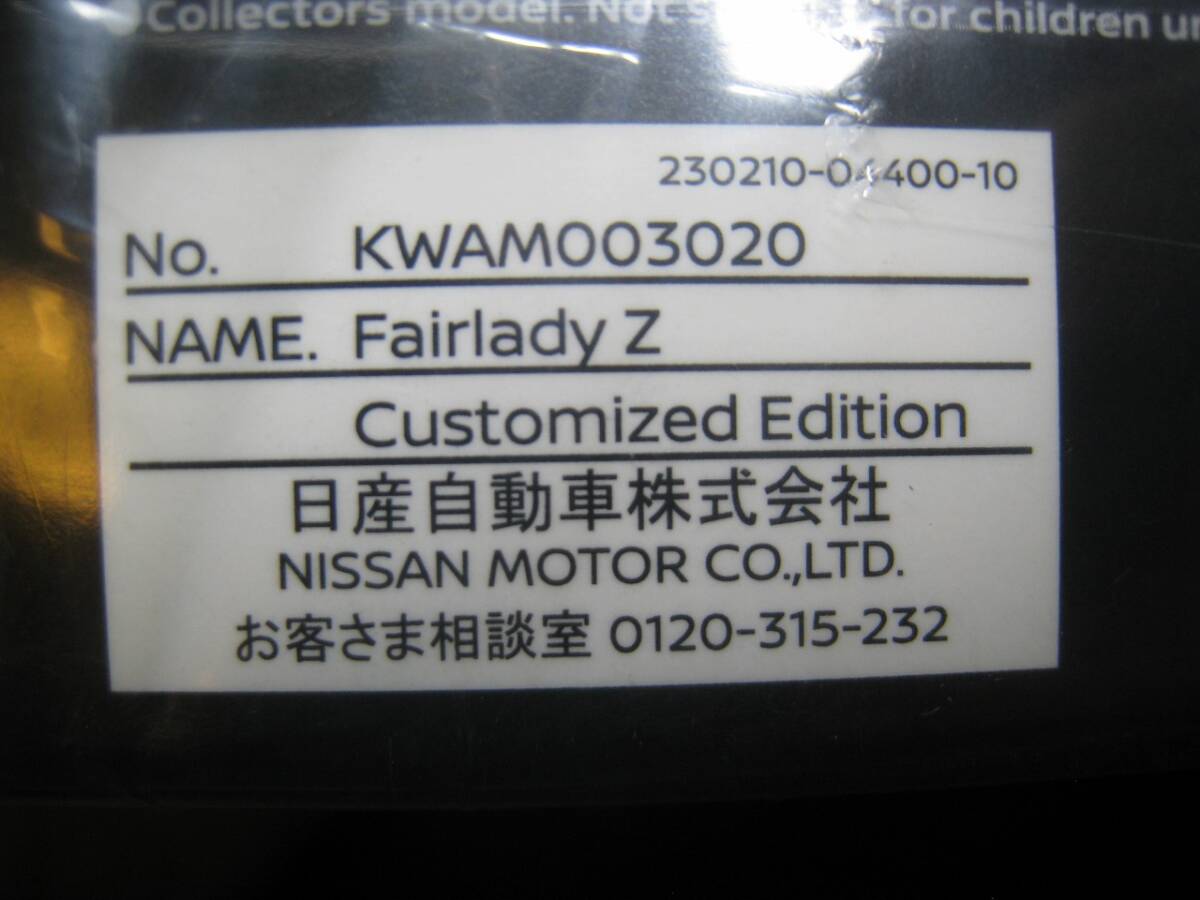 Collectors model. Not for children
230210-04400-10
No. KWAM003020
NAME. Fairlady Z
Customized Edition
日産自動車株式会社
NISSAN MOTOR CO.,LTD.
お客さま相談室 0120-315-232